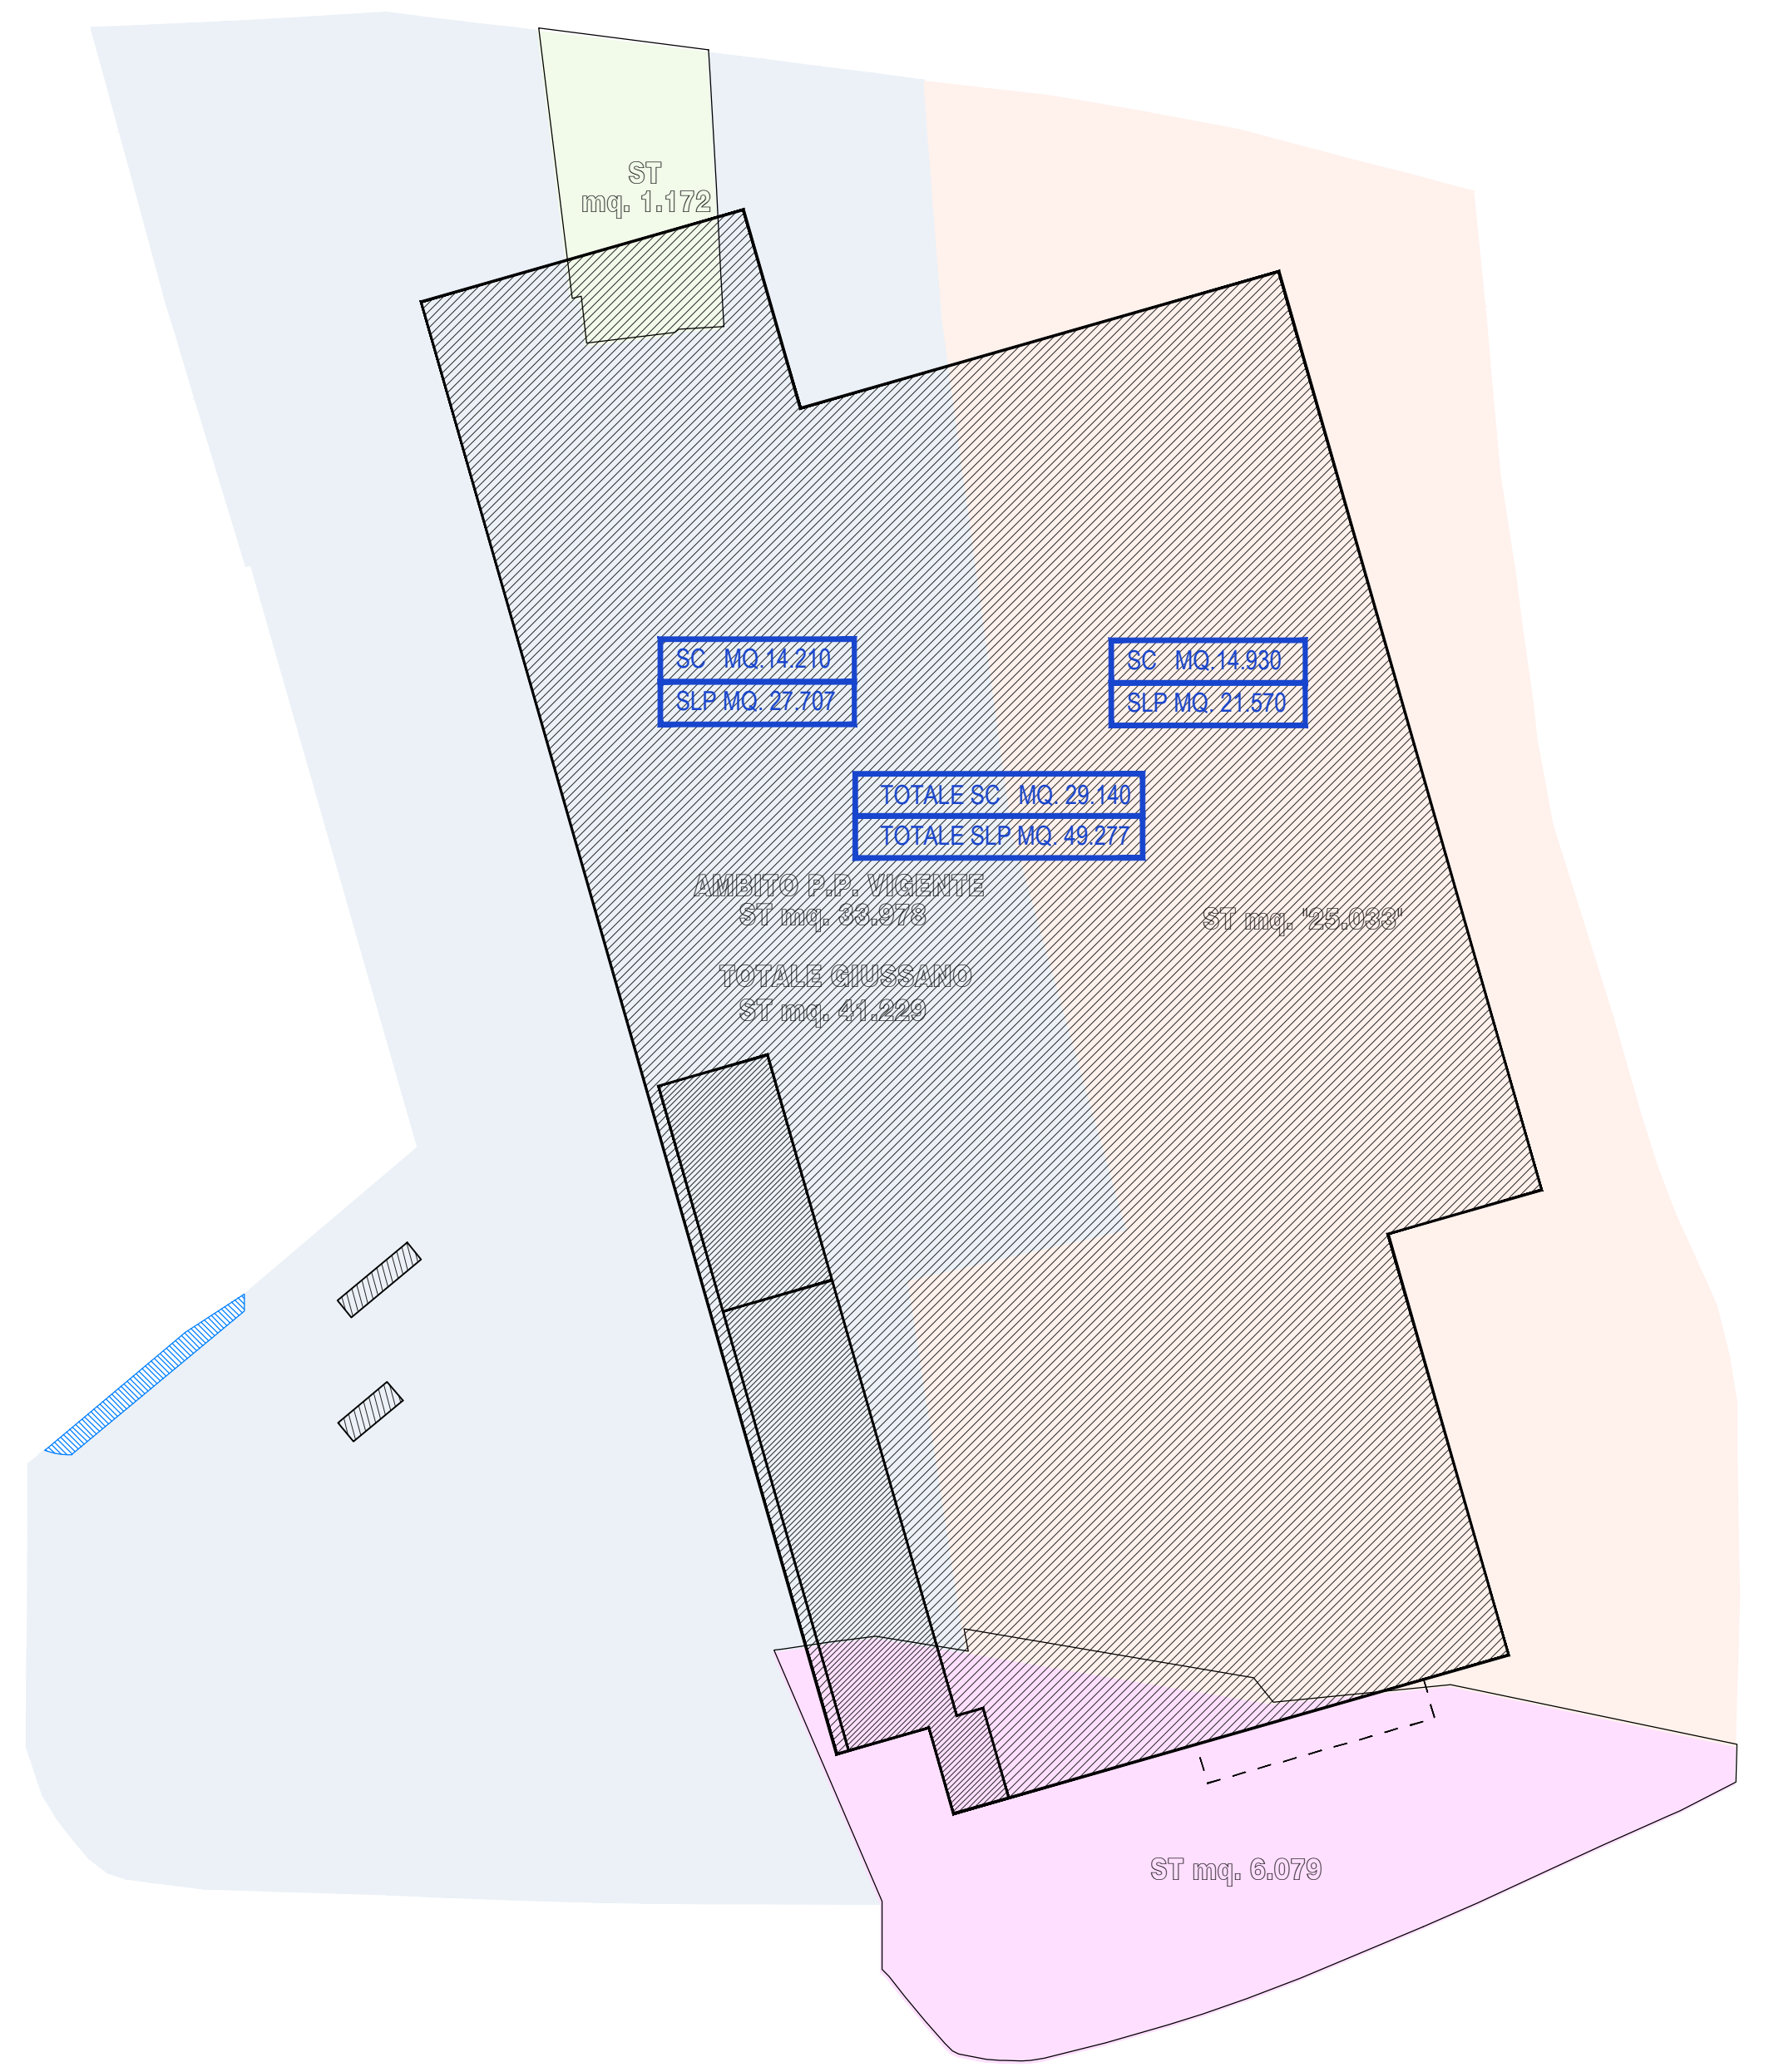 ST
mq. 1.172
SC MQ.14.210
SLP MQ. 27.707
SC MQ.14.930
SLP MQ. 21.570
TOTALE SC MQ. 29.140
TOTALE SLP MQ. 49.277
AMBITO P.P. VIGENTE
ST mq. 33.978
ST mq. "25.033"
TOTALE GIUSSANO
ST mq. 41.229
ST mq. 6.079